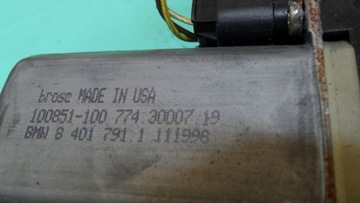 brose MADE IN USA
100851-100 774.30007.19
BMW 8 401 791.1 111998